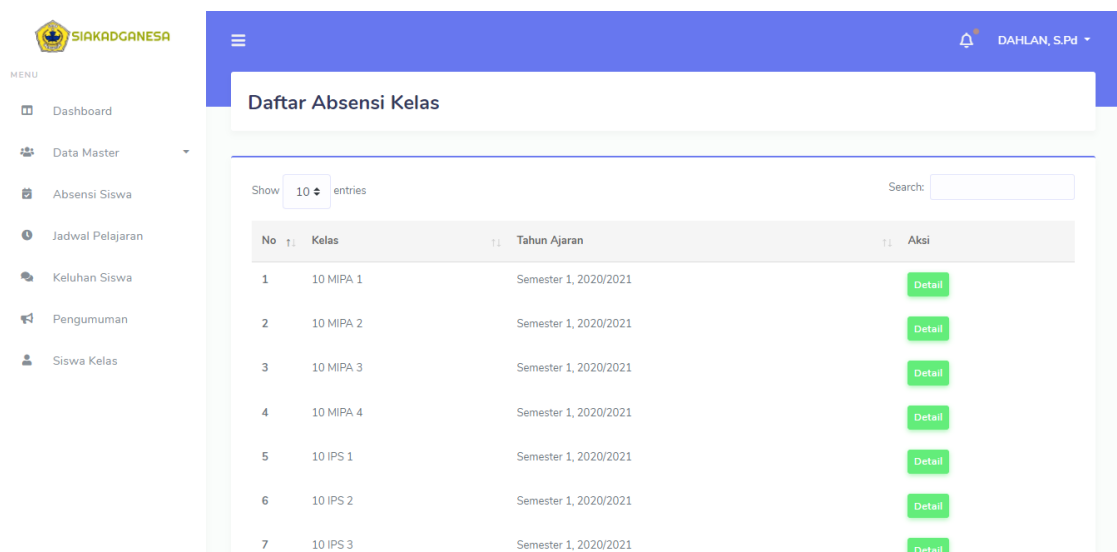 SIAKADGANESA
DAHLAN, S.Pd
MENU
Dashboard
Data Master
Absensi Siswa
Jadwal Pelajaran
Keluhan Siswa
Pengumuman
Siswa Kelas
Daftar Absensi Kelas
Show 10 entries
Search:
No Kelas Tahun Ajaran Aksi
1 10 MIPA 1 Semester 1, 2020/2021 Detail
2 10 MIPA 2 Semester 1, 2020/2021 Detail
3 10 MIPA 3 Semester 1, 2020/2021 Detail
4 10 MIPA 4 Semester 1, 2020/2021 Detail
5 10 IPS 1 Semester 1, 2020/2021 Detail
6 10 IPS 2 Semester 1, 2020/2021 Detail
7 10 IPS 3 Semester 1, 2020/2021 Detail